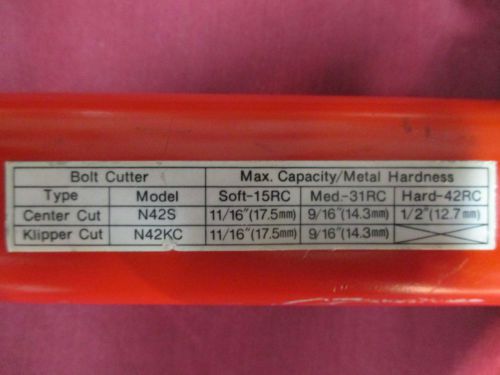 Bolt Cutter Max. Capacity/Metal Hardness
Type Model Soft-15RC Med.-31RC Hard-42RC
Center Cut N42S 11/16"(17.5mm) 9/16"(14.3mm) 1/2"(12.7mm)
Klipper Cut N42KC 11/16"(17.5mm) 9/16"(14.3mm)